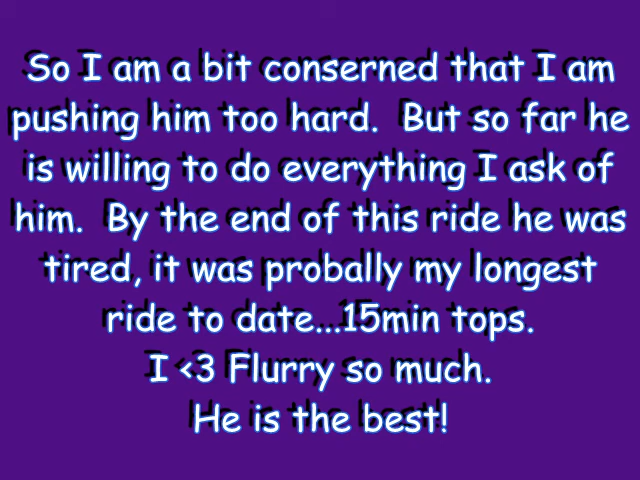 So I am a bit conserned that I am
pushing him too hard.  But so far he
is willing to do everything I ask of
him.  By the end of this ride he was
tired, it was probally my longest
ride to date...15min tops.
I <3 Flurry so much.
He is the best!